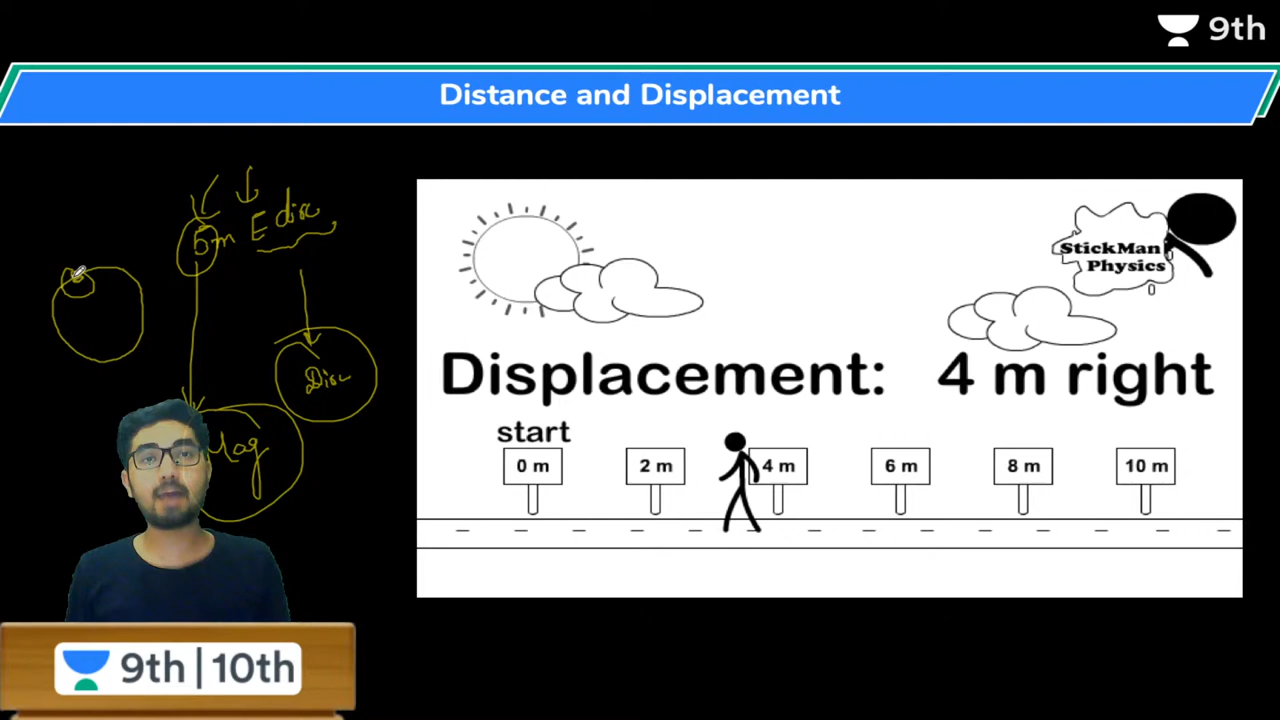 9th
Distance and Displacement
5m E disc
Disc
Mag
StickMan
Physics
Displacement: 4 m right
start
0 m 2 m 4 m 6 m 8 m 10 m
9th|10th